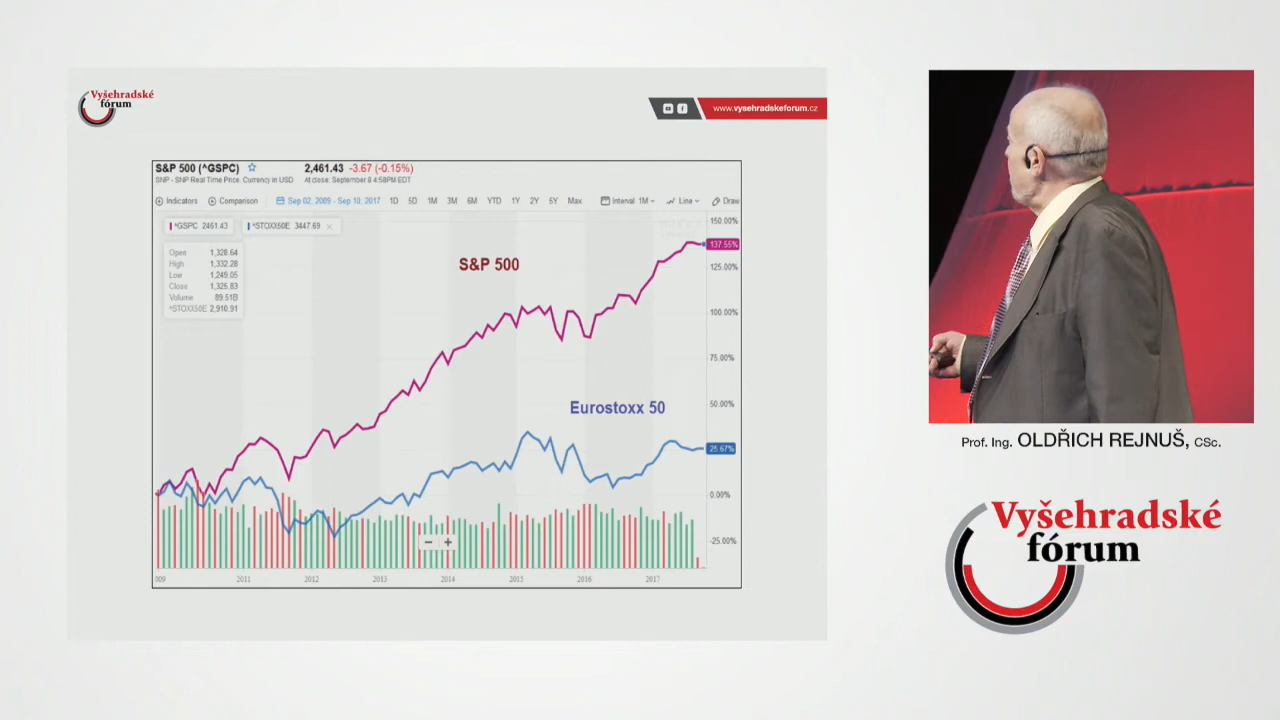 Vyšehradské
fórum
www.vysehradskeforum.cz
S&P 500 (^GSPC)
2,461.43 -3.67 (-0.15%)
SNP - SNP Real Time Price. Currency in USD
At close: September 8 4:58PM EDT
Indicators Comparison Sep 02, 2009 - Sep 10, 2017 1D 5D 1M 3M 6M YTD 1Y 2Y 5Y Max Interval 1M Line Draw
^GSPC 2461.43 ^STOXX50E 3447.69
150.00%
137.55%
Open 1,328.64
High 1,332.28
Low 1,249.05
Close 1,325.83
Volume 89.51B
^STOXX50E 2,910.91
S&P 500
125.00%
100.00%
75.00%
Eurostoxx 50
50.00%
25.67%
0.00%
-25.00%
009 2011 2012 2013 2014 2015 2016 2017
Prof. Ing. OLDŘICH REJNUŠ, CSc.
Vyšehradské
fórum